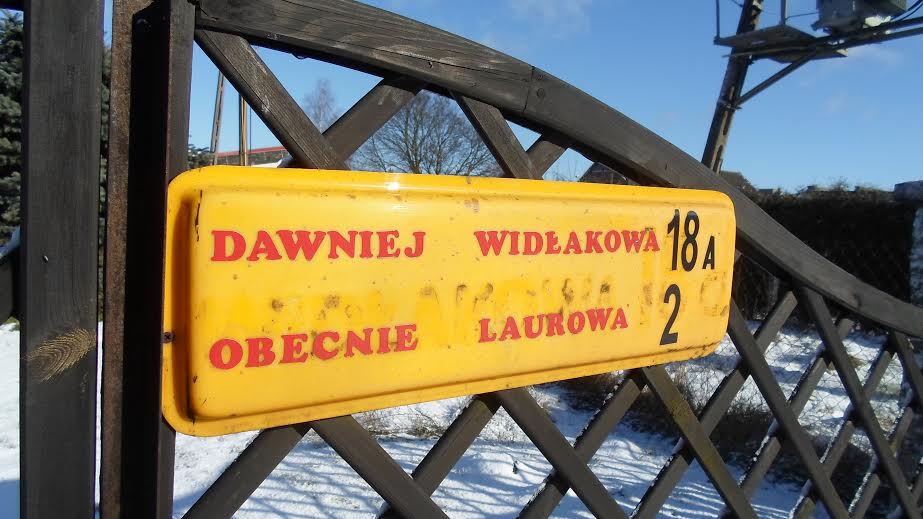 DAWNIEJ WIDŁAKOWA 18A
OBECNIE LAUROWA 2